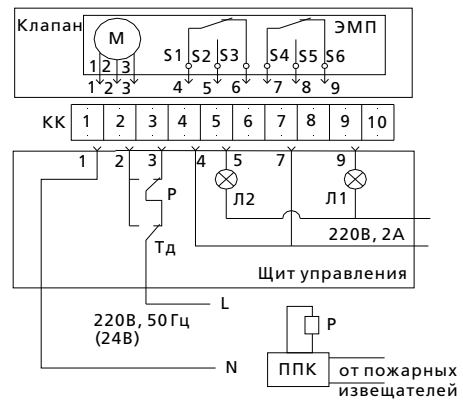 Клапан
ЭМП
М
S1 S2 S3 S4 S5 S6
1 2 3
1 2 3 4 5 6 7 8 9
КК 1 2 3 4 5 6 7 8 9 10
1 2 3 4 5 7 9
Р
Л2
Л1
Тд
220В, 2А
Щит управления
L
220В, 50 Гц
(24В)
Р
N
ППК
от пожарных
извещателей